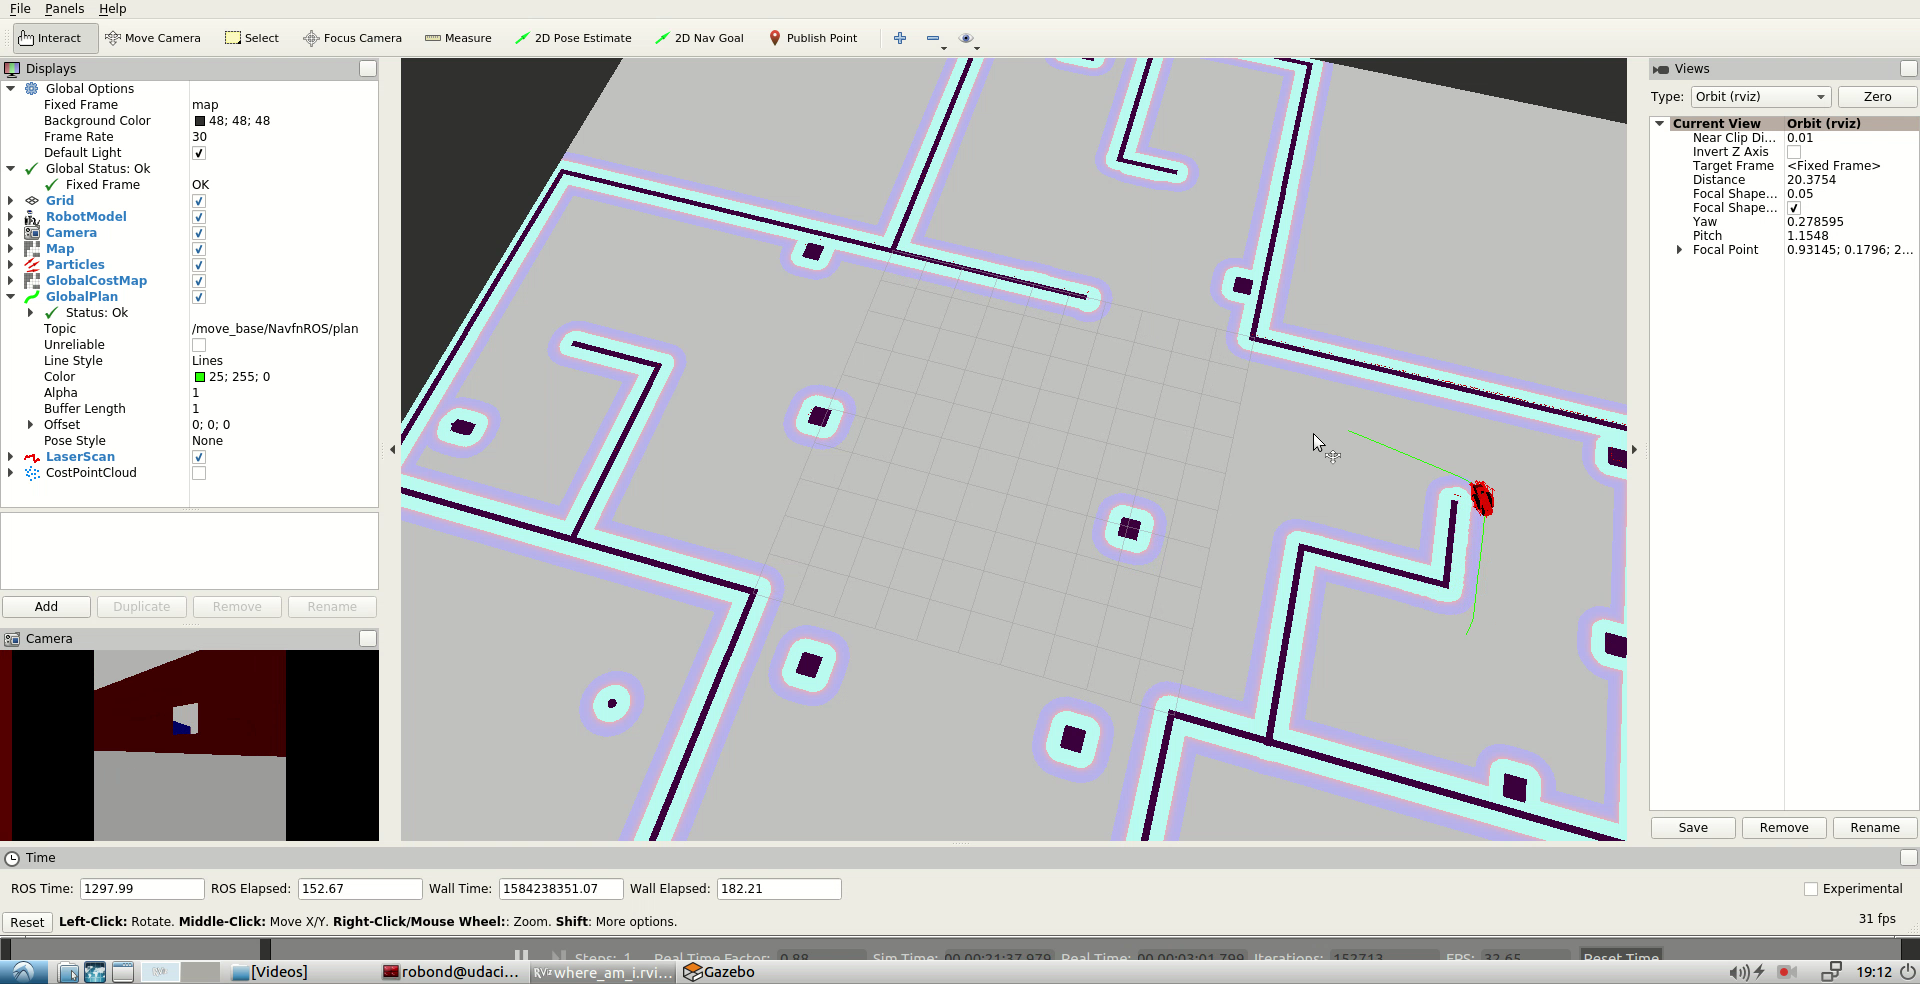 File Panels Help
Interact Move Camera Select Focus Camera Measure 2D Pose Estimate 2D Nav Goal Publish Point
Displays
Global Options
Fixed Frame map
Background Color 48; 48; 48
Frame Rate 30
Default Light
Global Status: Ok
Fixed Frame OK
Grid
RobotModel
Camera
Map
Particles
GlobalCostMap
GlobalPlan
Status: Ok
Topic /move_base/NavfnROS/plan
Unreliable
Line Style Lines
Color 25; 255; 0
Alpha 1
Buffer Length 1
Offset 0; 0; 0
Pose Style None
LaserScan
CostPointCloud
Add Duplicate Remove Rename
Camera
Views
Type: Orbit (rviz) Zero
Current View Orbit (rviz)
Near Clip Di... 0.01
Invert Z Axis
Target Frame <Fixed Frame>
Distance 20.3754
Focal Shape... 0.05
Focal Shape...
Yaw 0.278595
Pitch 1.1548
Focal Point 0.93145; 0.1796; 2...
Save Remove Rename
Time
ROS Time: 1297.99 ROS Elapsed: 152.67 Wall Time: 1584238351.07 Wall Elapsed: 182.21 Experimental
Reset Left-Click: Rotate. Middle-Click: Move X/Y. Right-Click/Mouse Wheel:: Zoom. Shift: More options. 31 fps
Steps: 1 Real Time Factor: 0.88 Sim Time: 00 00:21:37.979 Real Time: 00 00:03:01.799 Iterations: 152713 FPS: 32.65 Reset Time
[Videos] robond@udaci... where_am_i.rvi... Gazebo 19:12